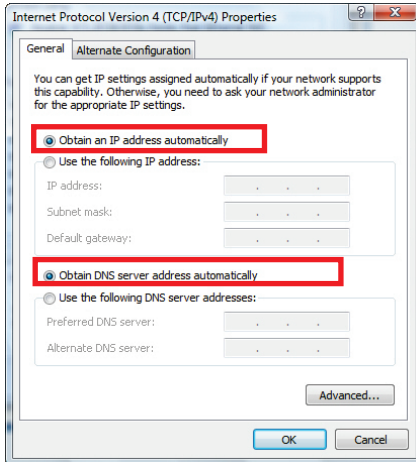 Internet Protocol Version 4 (TCP/IPv4) Properties
General
Alternate Configuration
You can get IP settings assigned automatically if your network supports
this capability. Otherwise, you need to ask your network administrator
for the appropriate IP settings.
Obtain an IP address automatically
Use the following IP address:
IP address:
Subnet mask:
Default gateway:
Obtain DNS server address automatically
Use the following DNS server addresses:
Preferred DNS server:
Alternate DNS server:
Advanced...
OK
Cancel